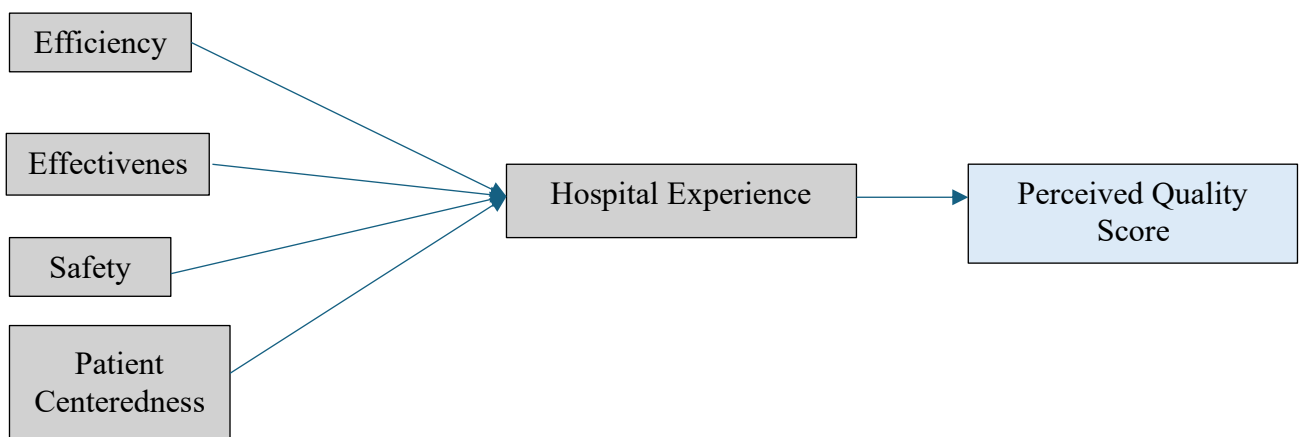 Efficiency
Effectivenes
Safety
Patient
Centeredness
Hospital Experience
Perceived Quality
Score